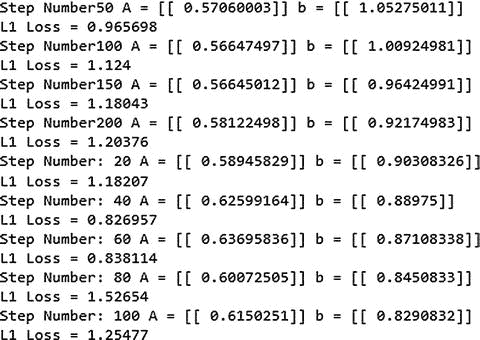 Step Number50 A = [[ 0.57060003]] b = [[ 1.05275011]]
L1 Loss = 0.965698
Step Number100 A = [[ 0.56647497]] b = [[ 1.00924981]]
L1 Loss = 1.124
Step Number150 A = [[ 0.56645012]] b = [[ 0.96424991]]
L1 Loss = 1.18043
Step Number200 A = [[ 0.58122498]] b = [[ 0.92174983]]
L1 Loss = 1.20376
Step Number: 20 A = [[ 0.58945829]] b = [[ 0.90308326]]
L1 Loss = 1.18207
Step Number: 40 A = [[ 0.62599164]] b = [[ 0.88975]]
L1 Loss = 0.826957
Step Number: 60 A = [[ 0.63695836]] b = [[ 0.87108338]]
L1 Loss = 0.838114
Step Number: 80 A = [[ 0.60072505]] b = [[ 0.8450833]]
L1 Loss = 1.52654
Step Number: 100 A = [[ 0.6150251]] b = [[ 0.8290832]]
L1 Loss = 1.25477